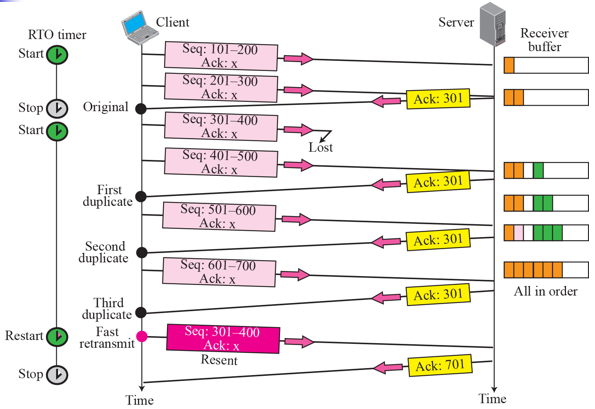 Client
Server
RTO timer
Receiver
buffer
Start
Seq: 101–200
Ack: x
Seq: 201–300
Ack: x
Stop
Original
Ack: 301
Start
Seq: 301–400
Ack: x
Lost
Seq: 401–500
Ack: x
Ack: 301
First
duplicate
Seq: 501–600
Ack: x
Ack: 301
Second
duplicate
Seq: 601–700
Ack: x
Ack: 301
All in order
Third
duplicate
Restart
Fast
retransmit
Seq: 301–400
Ack: x
Resent
Ack: 701
Stop
Time
Time